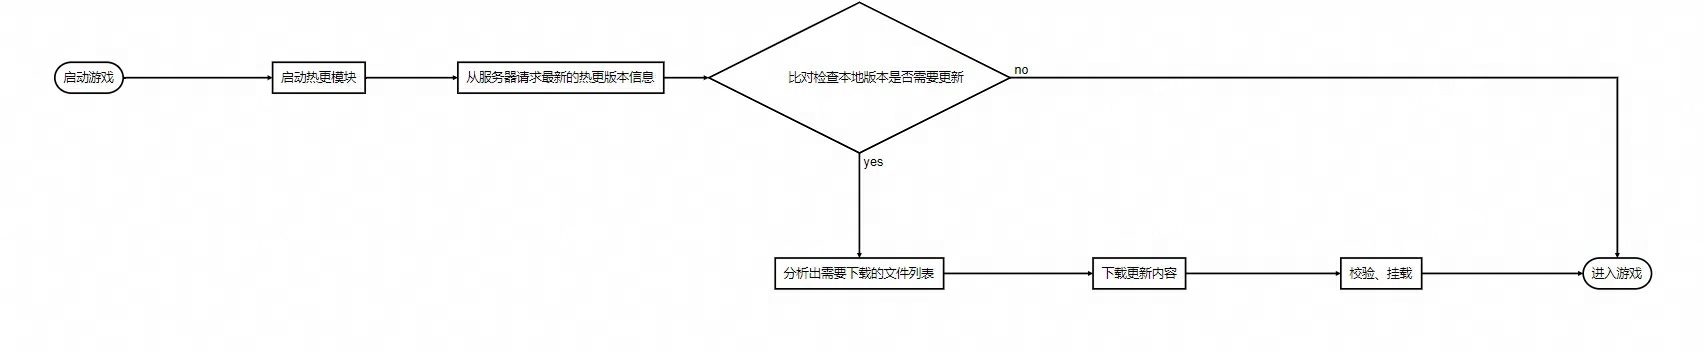 启动游戏
启动热更模块
从服务器请求最新的热更版本信息
比对检查本地版本是否需要更新
no
yes
分析出需要下载的文件列表
下载更新内容
校验、挂载
进入游戏